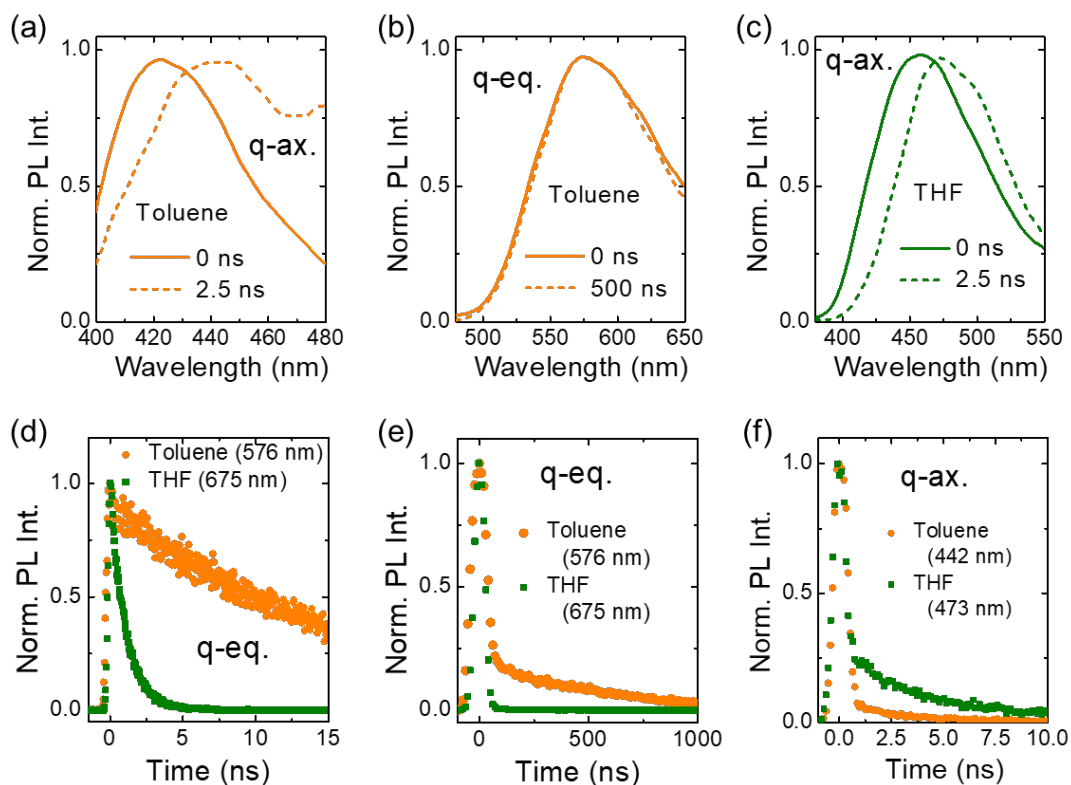 (a)
1.0
0.5
0.0
Norm. PL Int.
q-ax.
Toluene
0 ns
2.5 ns
400 420 440 460 480
Wavelength (nm)
(b)
1.0
0.5
0.0
Norm. PL Int.
q-eq.
Toluene
0 ns
500 ns
500 550 600 650
Wavelength (nm)
(c)
1.0
0.5
0.0
Norm. PL Int.
q-ax.
THF
0 ns
2.5 ns
400 450 500 550
Wavelength (nm)
(d)
Toluene (576 nm)
THF (675 nm)
1.0
0.5
0.0
Norm. PL Int.
q-eq.
0 5 10 15
Time (ns)
(e)
1.0
0.5
0.0
Norm. PL Int.
q-eq.
Toluene
(576 nm)
THF
(675 nm)
0 500 1000
Time (ns)
(f)
1.0
0.5
0.0
Norm. PL Int.
q-ax.
Toluene
(442 nm)
THF
(473 nm)
0.0 2.5 5.0 7.5 10.0
Time (ns)